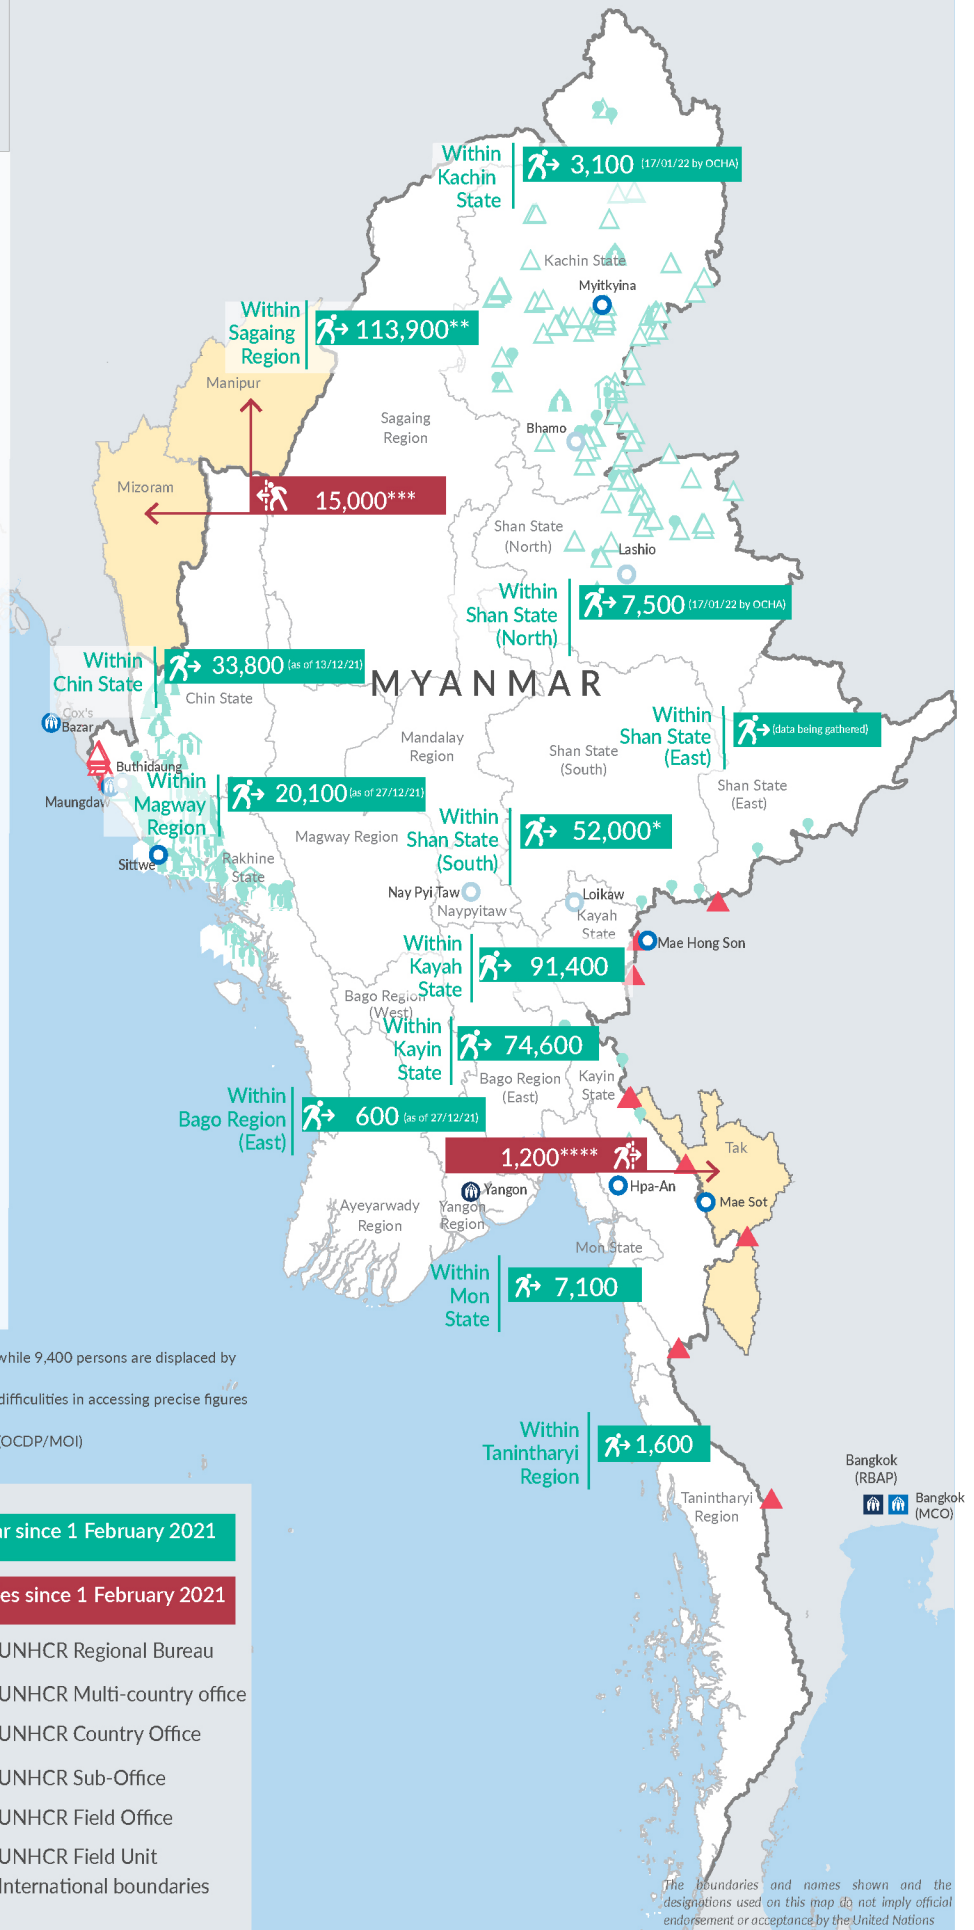 Within
Kachin
State
3,100 (17/01/22 by OCHA)
Kachin State
Myitkyina
Within
Sagaing
Region
113,900**
Manipur
Sagaing
Region
Bhamo
Mizoram
15,000***
Shan State
(North)
Lashio
Within
Shan State
(North)
7,500 (17/01/22 by OCHA)
Within
Chin State
33,800 (as of 13/12/21)
MYANMAR
Chin State
Cox's
Bazar
Within
Shan State
(East)
(data being gathered)
Mandalay
Region
Shan State
(South)
Shan State
(East)
Buthidaung
Maungdaw
Within
Magway
Region
20,100 (as of 27/12/21)
Magway Region
Within
Shan State
(South)
52,000*
Sittwe
Rakhine
State
Nay Pyi Taw
Naypyitaw
Loikaw
Kayah
State
Mae Hong Son
Within
Kayah
State
91,400
Bago Region
(West)
Within
Kayin
State
74,600
Bago Region
(East)
Kayin
State
Within
Bago Region
(East)
600 (as of 27/12/21)
1,200****
Tak
Hpa-An
Mae Sot
Yangon
Yangon
Region
Ayeyarwady
Region
Mon State
Within
Mon
State
7,100
while 9,400 persons are displaced by
difficulities in accessing precise figures
(OCDP/MOI)
Within
Tanintharyi
Region
1,600
Tanintharyi
Region
Bangkok
(RBAP)
Bangkok
(MCO)
ar since 1 February 2021
es since 1 February 2021
UNHCR Regional Bureau
UNHCR Multi-country office
UNHCR Country Office
UNHCR Sub-Office
UNHCR Field Office
UNHCR Field Unit
International boundaries
The boundaries and names shown and the
designations used on this map do not imply official
endorsement or acceptance by the United Nations